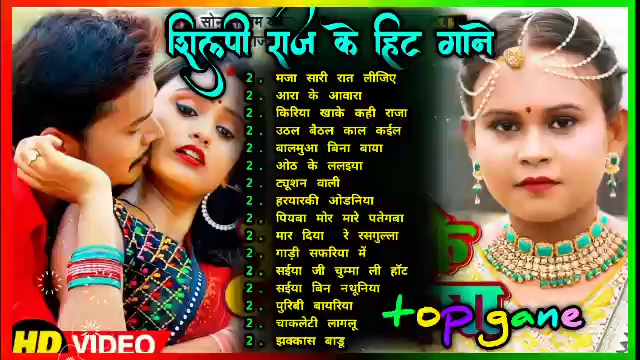 शिल्पी राज के हिट गाने
2. मजा सारी रात लीजिए
2. आरा के आवारा
2. किरिया खाके कही राजा
2. उठल बैठल काल कईल
2. बालमुआ बिना बाया
2. ओठ के ललइया
2. ट्यूशन वाली
2. हरयारकी ओडनिया
2. पियबा मोर मारे पतेगबा
2. मार दिया रे रसगुल्ला
2. गाड़ी सफरिया में
2. सईया जी चुम्मा ली हॉट
2. सईया बिन नथूनिया
2. पुरिबी बायरिया
2. चाकलेटी लागलू
2. झक्कास बाडू
top gane
HD VIDEO